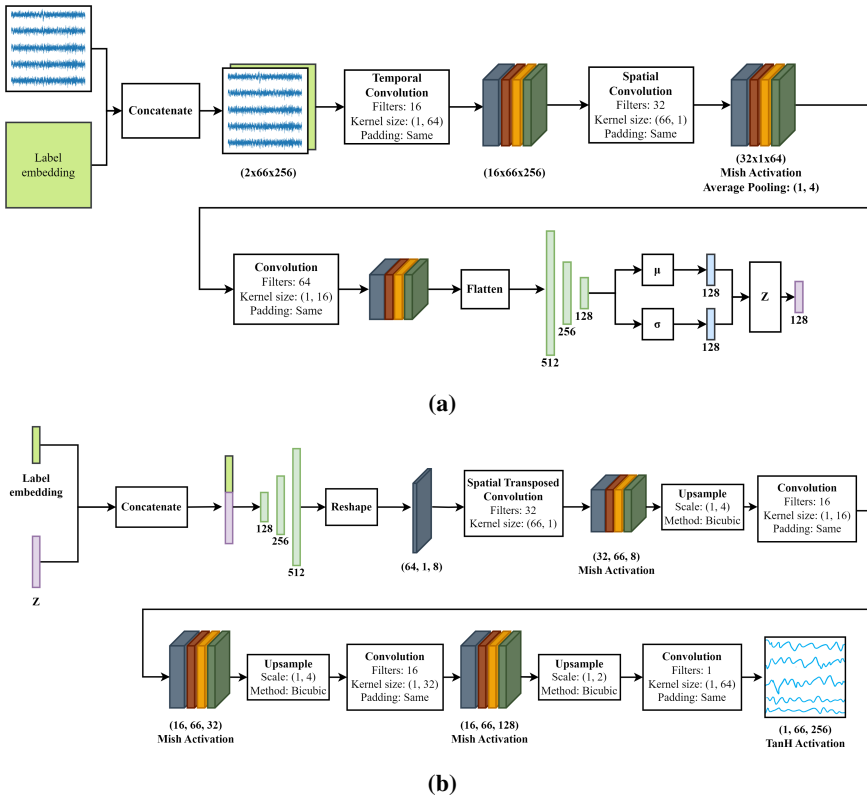 Label
embedding
Concatenate
(2x66x256)
Temporal
Convolution
Filters: 16
Kernel size: (1, 64)
Padding: Same
(16x66x256)
Spatial
Convolution
Filters: 32
Kernel size: (66, 1)
Padding: Same
(32x1x64)
Mish Activation
Average Pooling: (1, 4)
Convolution
Filters: 64
Kernel size: (1, 16)
Padding: Same
Flatten
512
256
128
μ
σ
128
128
Z
128
(a)
Label
embedding
Z
Concatenate
128
256
512
Reshape
(64, 1, 8)
Spatial Transposed
Convolution
Filters: 32
Kernel size: (66, 1)
(32, 66, 8)
Mish Activation
Upsample
Scale: (1, 4)
Method: Bicubic
Convolution
Filters: 16
Kernel size: (1, 16)
Padding: Same
(16, 66, 32)
Mish Activation
Upsample
Scale: (1, 4)
Method: Bicubic
Convolution
Filters: 16
Kernel size: (1, 32)
Padding: Same
(16, 66, 128)
Mish Activation
Upsample
Scale: (1, 2)
Method: Bicubic
Convolution
Filters: 1
Kernel size: (1, 64)
Padding: Same
(1, 66, 256)
TanH Activation
(b)